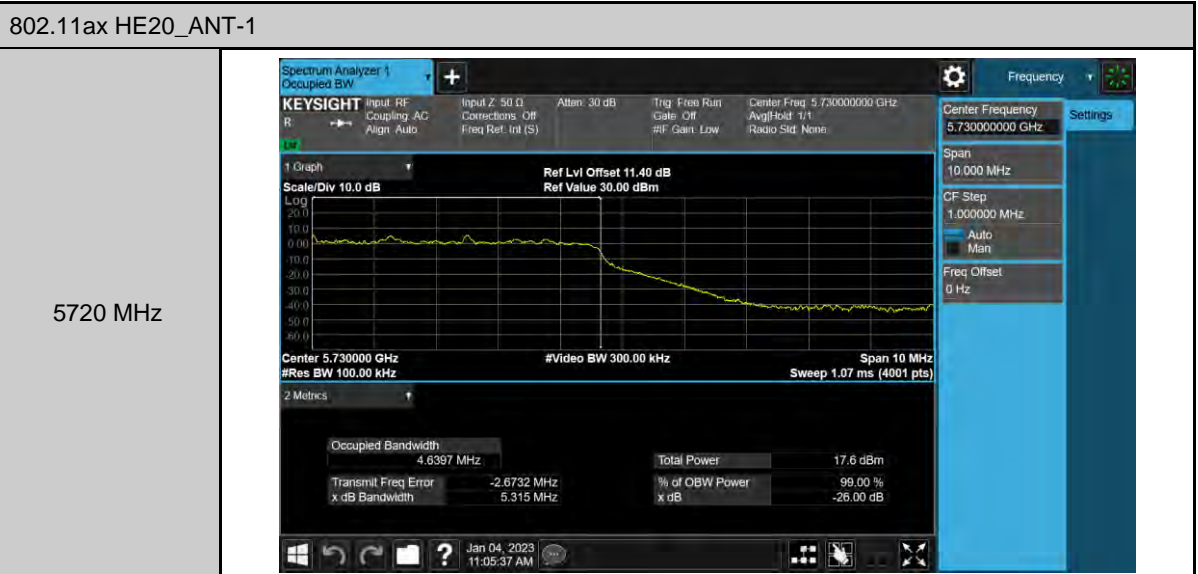 802.11ax HE20_ANT-1
5720 MHz
Spectrum Analyzer 1
Occupied BW
Frequency
KEYSIGHT
R
Input: RF
Coupling: AC
Align: Auto
Input Z: 50 Ω
Corrections: Off
Freq Ref: Int (S)
Atten: 30 dB
Trig: Free Run
Gate: Off
#IF Gain: Low
Center Freq: 5.730000000 GHz
Avg|Hold: 1/1
Radio Std: None
Center Frequency
5.730000000 GHz
Settings
Span
10.000 MHz
CF Step
1.000000 MHz
Auto
Man
Freq Offset
0 Hz
1 Graph
Scale/Div 10.0 dB
Ref Lvl Offset 11.40 dB
Ref Value 30.00 dBm
Log
20.0
10.0
0.00
-10.0
-20.0
-30.0
-40.0
-50.0
-60.0
Center 5.730000 GHz
#Res BW 100.00 kHz
#Video BW 300.00 kHz
Span 10 MHz
Sweep 1.07 ms (4001 pts)
2 Metrics
Occupied Bandwidth
4.6397 MHz
Total Power 17.6 dBm
Transmit Freq Error -2.6732 MHz
% of OBW Power 99.00 %
x dB Bandwidth 5.315 MHz
x dB -26.00 dB
Jan 04, 2023
11:05:37 AM